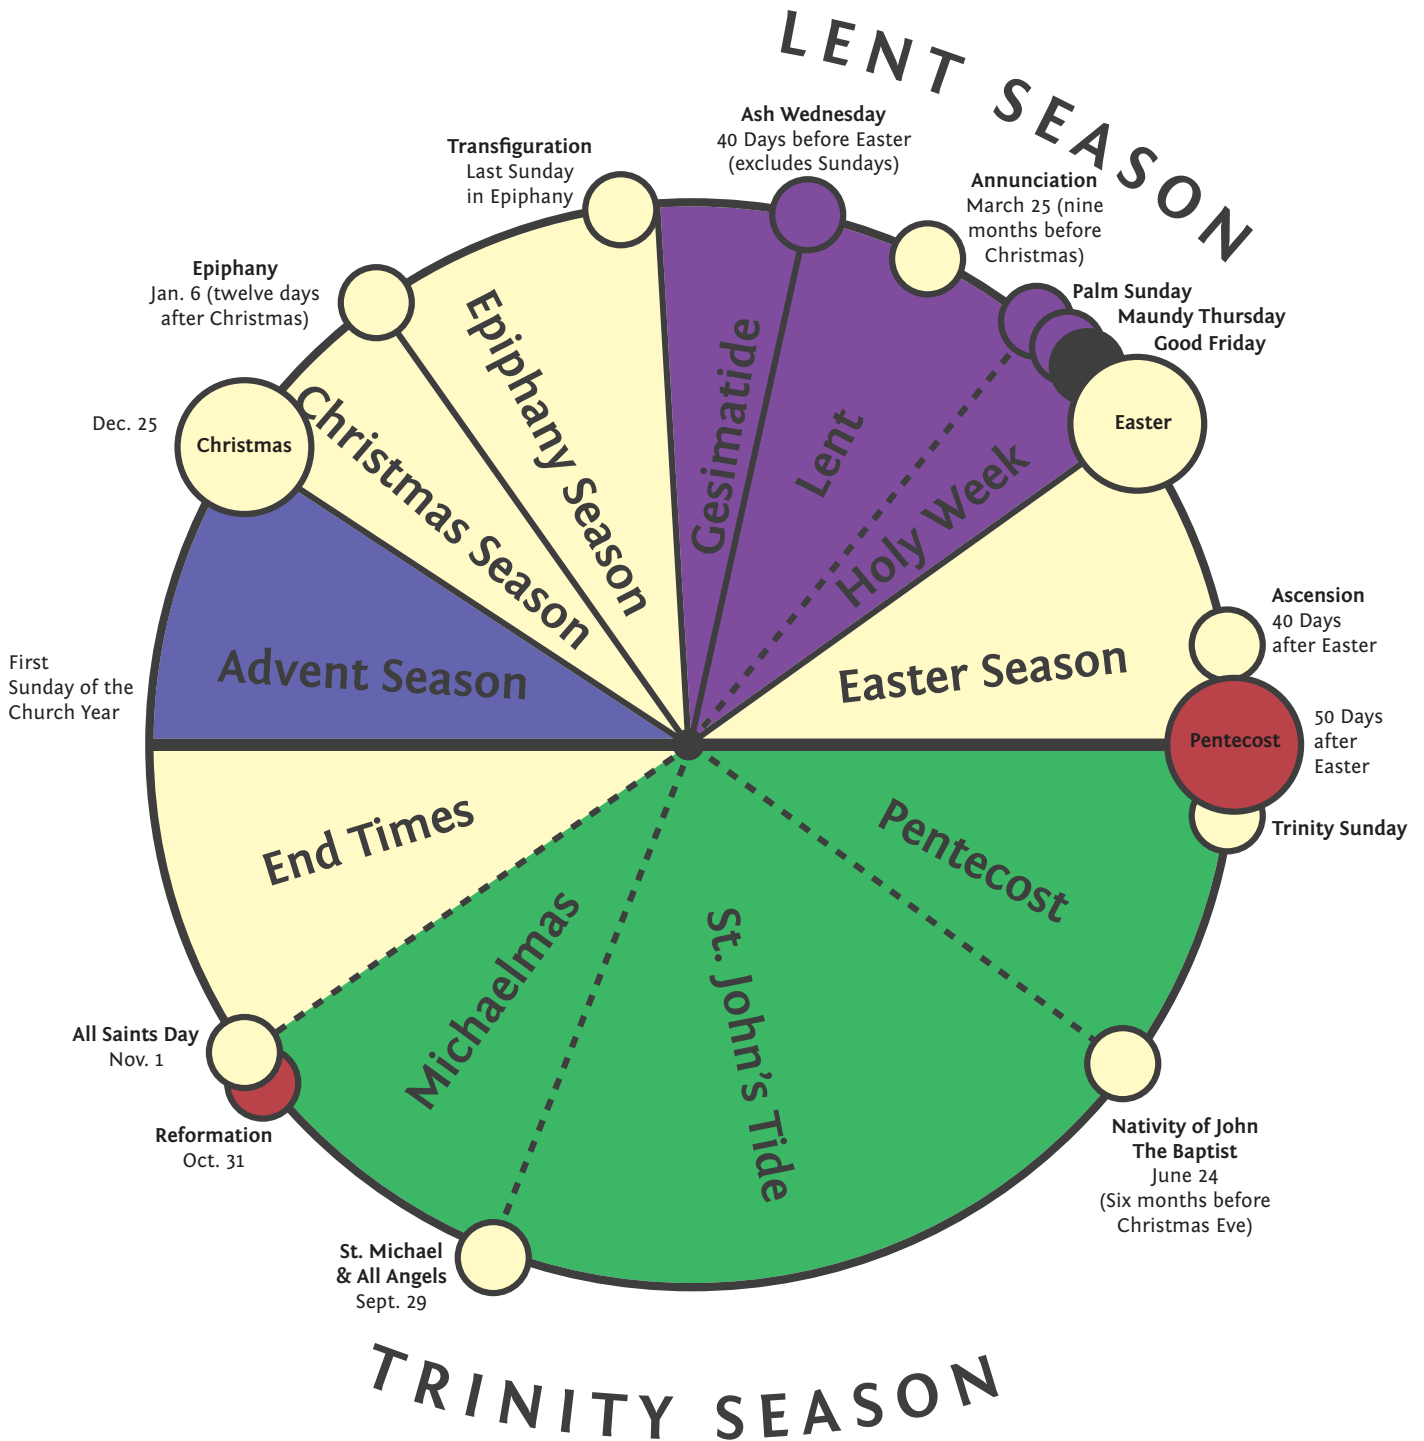 LENT SEASON
Ash Wednesday
40 Days before Easter
(excludes Sundays)
Transfiguration
Last Sunday
in Epiphany
Annunciation
March 25 (nine
months before
Christmas)
Epiphany
Jan. 6 (twelve days
after Christmas)
Palm Sunday
Maundy Thursday
Good Friday
Easter
Dec. 25
Christmas
Christmas Season
Epiphany Season
Gesimatide
Lent
Holy Week
Easter Season
Advent Season
First
Sunday of the
Church Year
Ascension
40 Days
after Easter
Pentecost
50 Days
after
Easter
Trinity Sunday
End Times
Michaelmas
St. John's Tide
Pentecost
All Saints Day
Nov. 1
Reformation
Oct. 31
Nativity of John
The Baptist
June 24
(Six months before
Christmas Eve)
St. Michael
& All Angels
Sept. 29
TRINITY SEASON